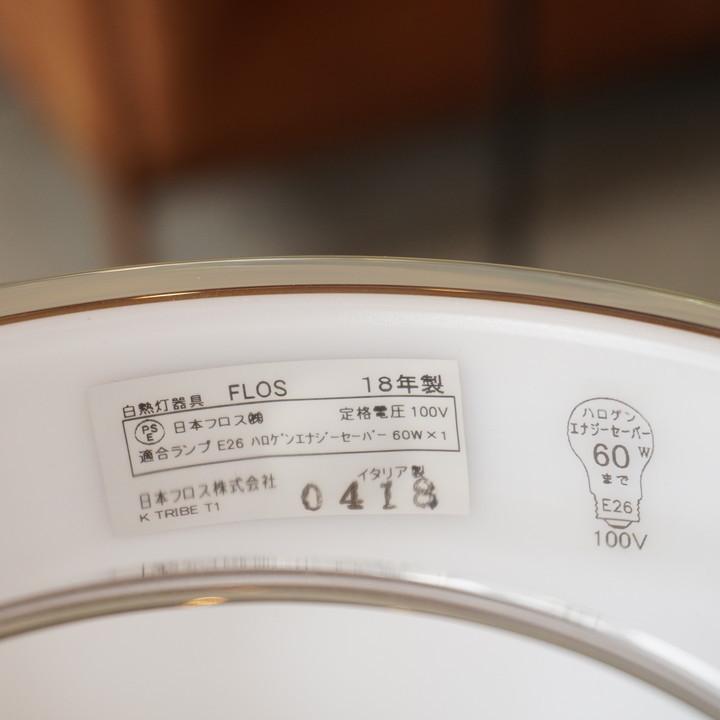 白熱灯器具 FLOS 18年製
PS E 日本フロス㈱ 定格電圧 100V
適合ランプ E26 ハロゲンエナジーセーバー 60W×1
日本フロス株式会社 イタリア製
K TRIBE T1 0418
ハロゲン
エナジーセーバー
60W
まで
E26
100V